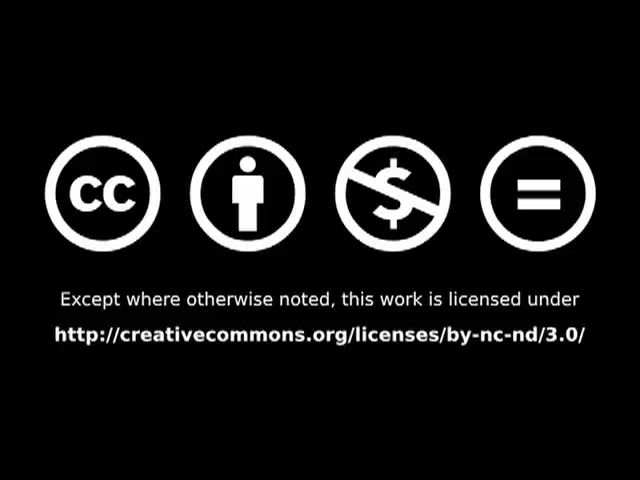 cc
$
=
Except where otherwise noted, this work is licensed under
http://creativecommons.org/licenses/by-nc-nd/3.0/